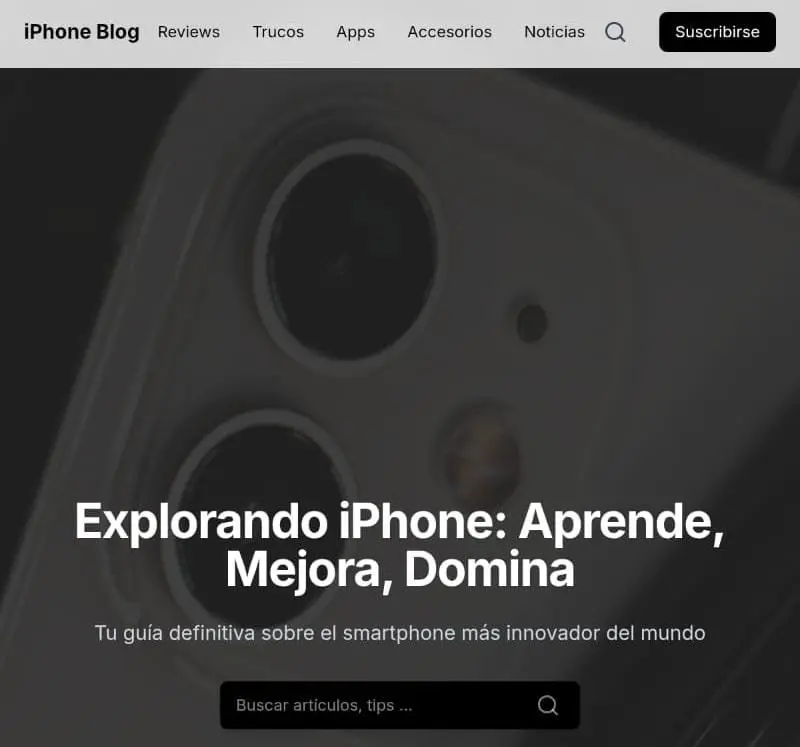 iPhone Blog Reviews Trucos Apps Accesorios Noticias Suscribirse
Explorando iPhone: Aprende,
Mejora, Domina
Tu guía definitiva sobre el smartphone más innovador del mundo
Buscar artículos, tips ...